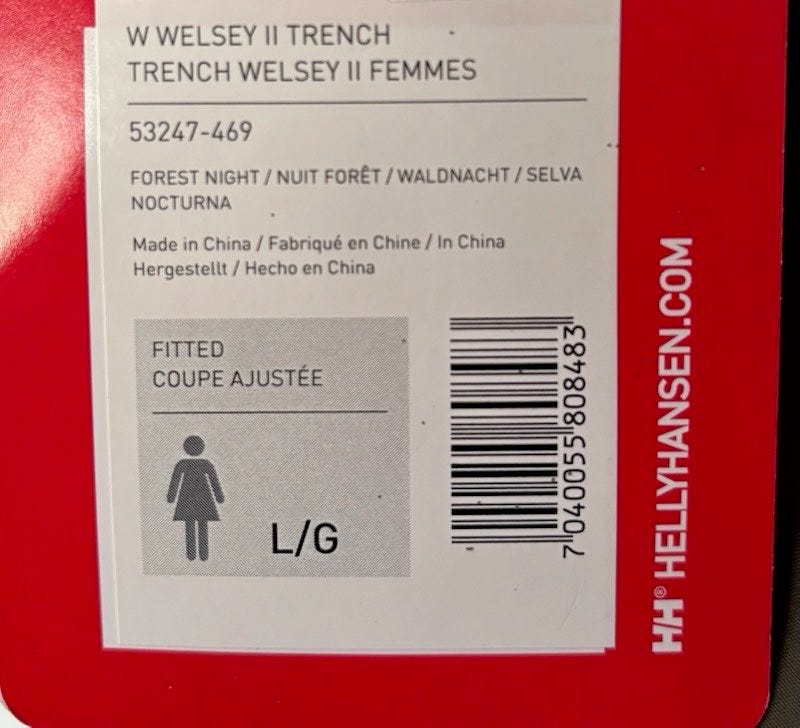 W WELSEY II TRENCH
TRENCH WELSEY II FEMMES
53247-469
FOREST NIGHT / NUIT FORÊT / WALDNACHT / SELVA
NOCTURNA
Made in China / Fabriqué en Chine / In China
Hergestellt / Hecho en China
FITTED
COUPE AJUSTÉE
L/G
7 040055 808483
HH® HELLYHANSEN.COM